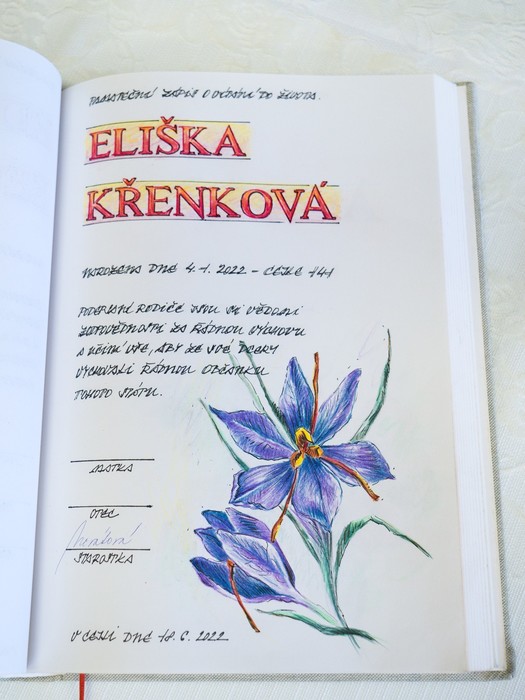 PAMÁTEČNÍ ZÁPIS O VÍTÁNÍ DO ŽIVOTA.
ELIŠKA
KŘENKOVÁ
NAROZENA DNE 4.1.2022 - CEHE 141
PODEPSANÍ RODIČE JSOU SI VĚDOMI
ZODPOVĚDNOSTI ZA ŘÁDNOU VÝCHOVU
A UČINÍ VŠE, ABY ZE SVÉ DCERY
VYCHOVALI ŘÁDNOU OBČANKU
TOHOTO STÁTU.
MATKA
OTEC
STAROSTKA
V CEHI DNE 18.6.2022